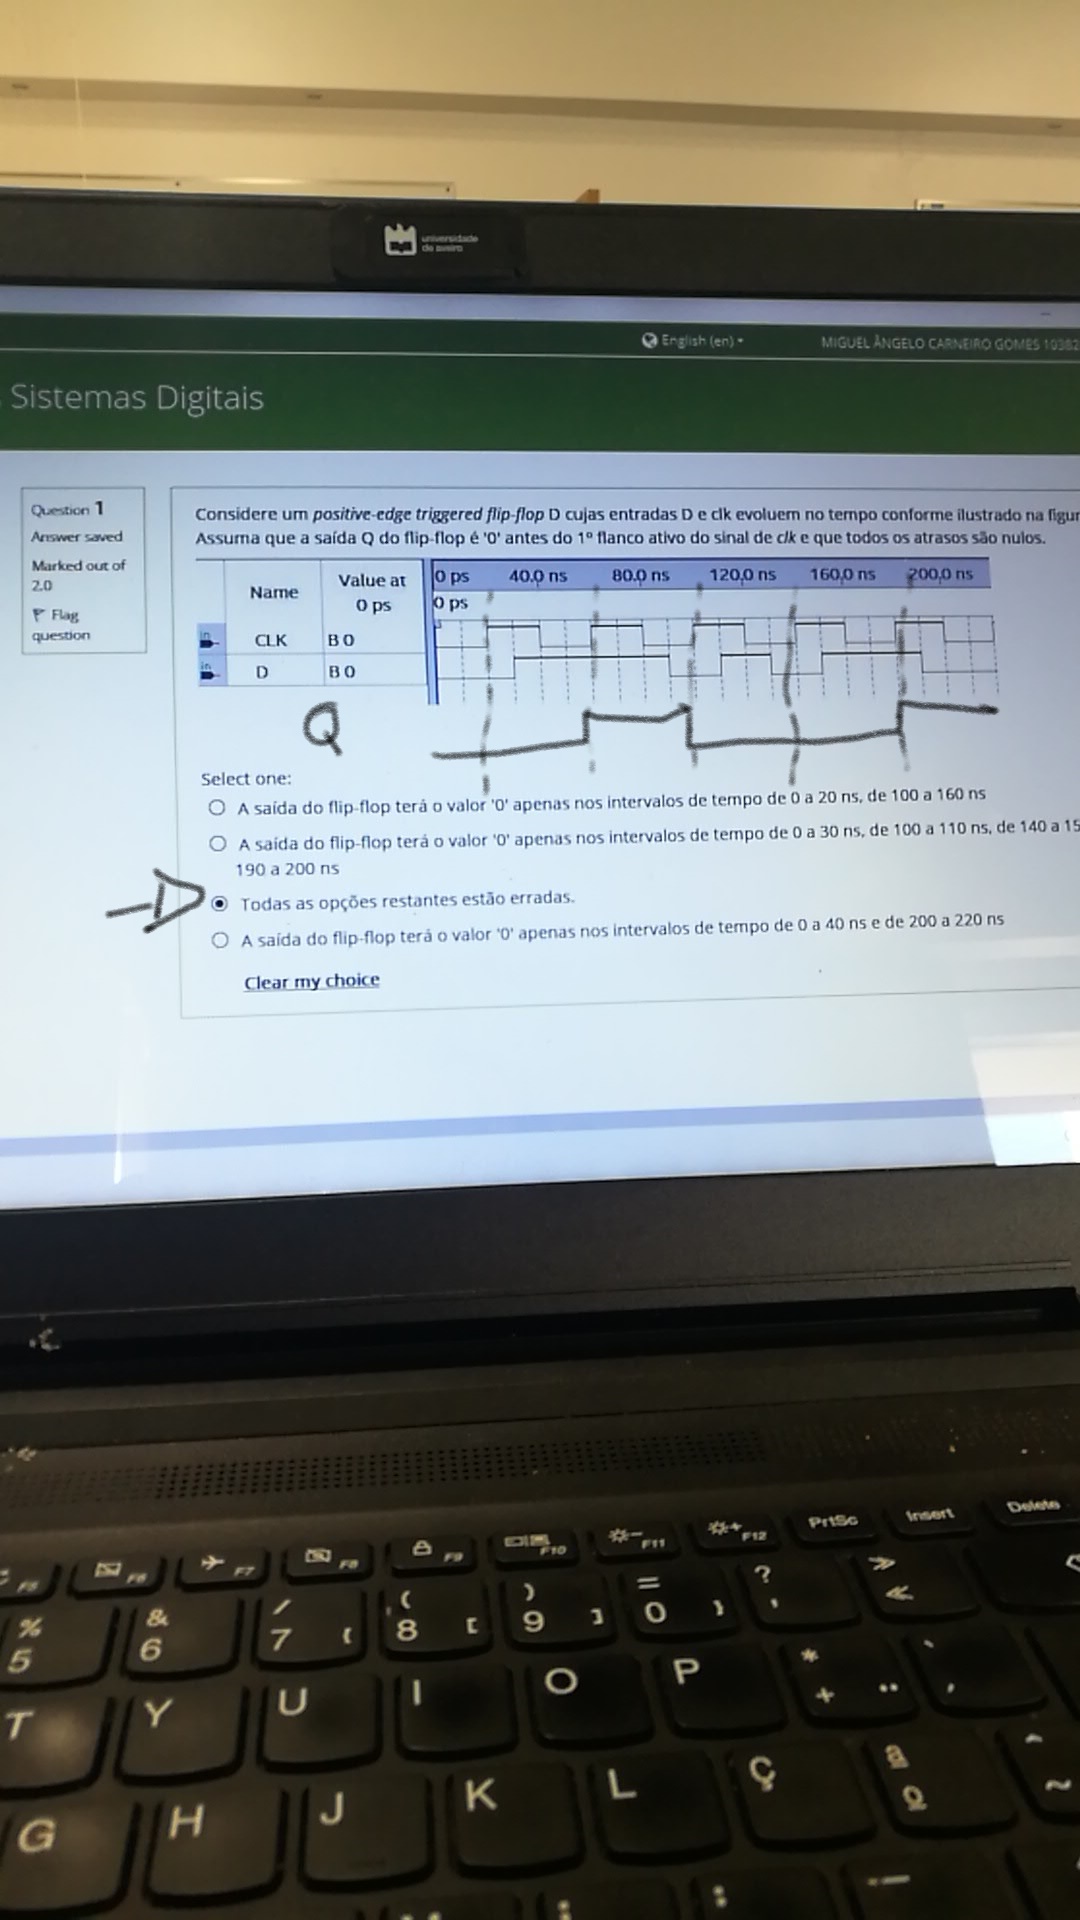 universidade
de aveiro
English (en)
MIGUEL ÂNGELO CARNEIRO GOMES 10382
Sistemas Digitais
Question 1
Answer saved
Marked out of
2.0
Flag
question
Considere um positive-edge triggered flip-flop D cujas entradas D e clk evoluem no tempo conforme ilustrado na figur
Assuma que a saída Q do flip-flop é '0' antes do 1º flanco ativo do sinal de clk e que todos os atrasos são nulos.
Name Value at 0 ps
0 ps 40,0 ns 80,0 ns 120,0 ns 160,0 ns 200,0 ns
0 ps
in CLK B 0
in D B 0
Q
Select one:
A saída do flip-flop terá o valor '0' apenas nos intervalos de tempo de 0 a 20 ns, de 100 a 160 ns
A saída do flip-flop terá o valor '0' apenas nos intervalos de tempo de 0 a 30 ns, de 100 a 110 ns, de 140 a 15
190 a 200 ns
Todas as opções restantes estão erradas.
A saída do flip-flop terá o valor '0' apenas nos intervalos de tempo de 0 a 40 ns e de 200 a 220 ns
Clear my choice
F5 F6 F7 F8 F9 F10 F11 F12 PrtSc Insert Delete
% 5 & 6 / 7 { ( 8 [ ) 9 ] = 0 } ? ' » «
T Y U I O P * + ¨ ` ´
G H J K L Ç ª º ^ ~
; :